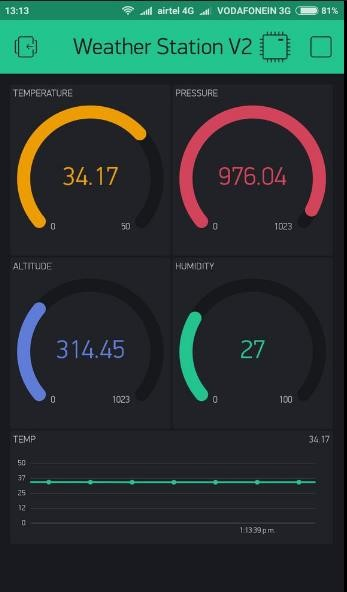 13:13 airtel 4G VODAFONEIN 3G 81%
Weather Station V2
TEMPERATURE PRESSURE
34.17 976.04
0 50 0 1023
ALTITUDE HUMIDITY
314.45 27
0 1023 0 100
TEMP 34.17
50
37
25
12
0
1:13:39 p.m.